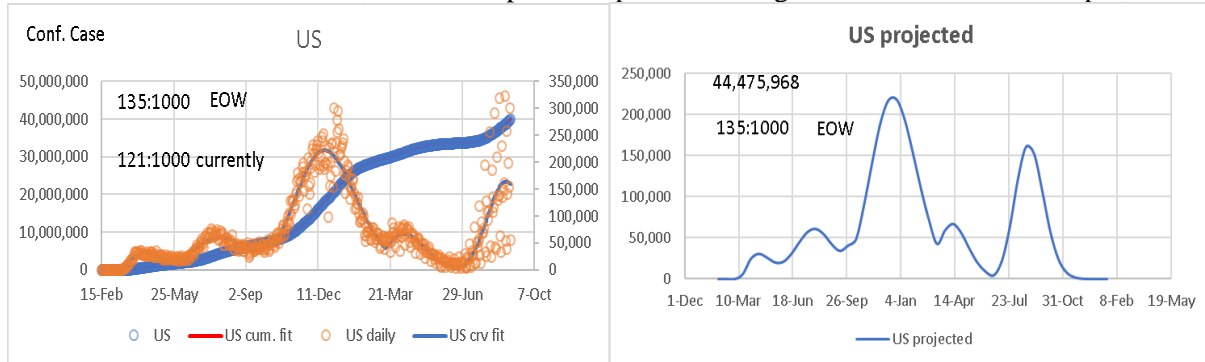 Conf. Case
US
50,000,000
40,000,000
30,000,000
20,000,000
10,000,000
0
350,000
300,000
250,000
200,000
150,000
100,000
50,000
0
135:1000 EOW
121:1000 currently
15-Feb 25-May 2-Sep 11-Dec 21-Mar 29-Jun 7-Oct
US US cum. fit US daily US crv fit
US projected
250,000
200,000
150,000
100,000
50,000
0
44,475,968
135:1000 EOW
1-Dec 10-Mar 18-Jun 26-Sep 4-Jan 14-Apr 23-Jul 31-Oct 8-Feb 19-May
US projected